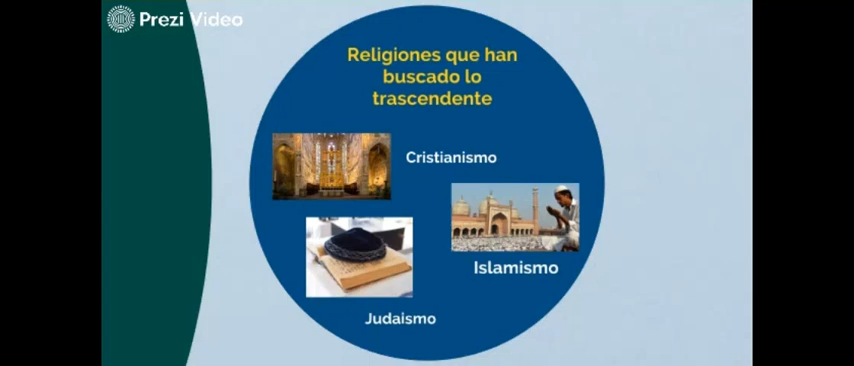 Prezi Video
Religiones que han
buscado lo
trascendente
Cristianismo
Islamismo
Judaismo